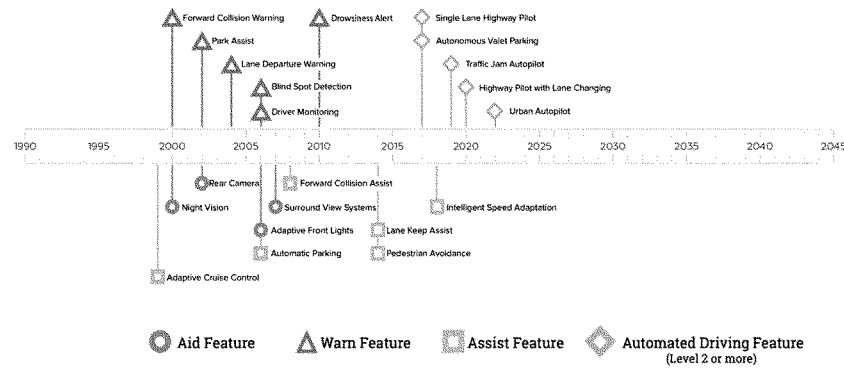 Forward Collision Warning
Drowsiness Alert
Single Lane Highway Pilot
Park Assist
Autonomous Valet Parking
Lane Departure Warning
Traffic Jam Autopilot
Blind Spot Detection
Highway Pilot with Lane Changing
Driver Monitoring
Urban Autopilot
1990 1995 2000 2005 2010 2015 2020 2026 2030 2035 2040 2045
Rear Camera
Forward Collision Assist
Night Vision
Surround View Systems
Intelligent Speed Adaptation
Adaptive Front Lights
Lane Keep Assist
Automatic Parking
Pedestrian Avoidance
Adaptive Cruise Control
Aid Feature
Warn Feature
Assist Feature
Automated Driving Feature
(Level 2 or more)